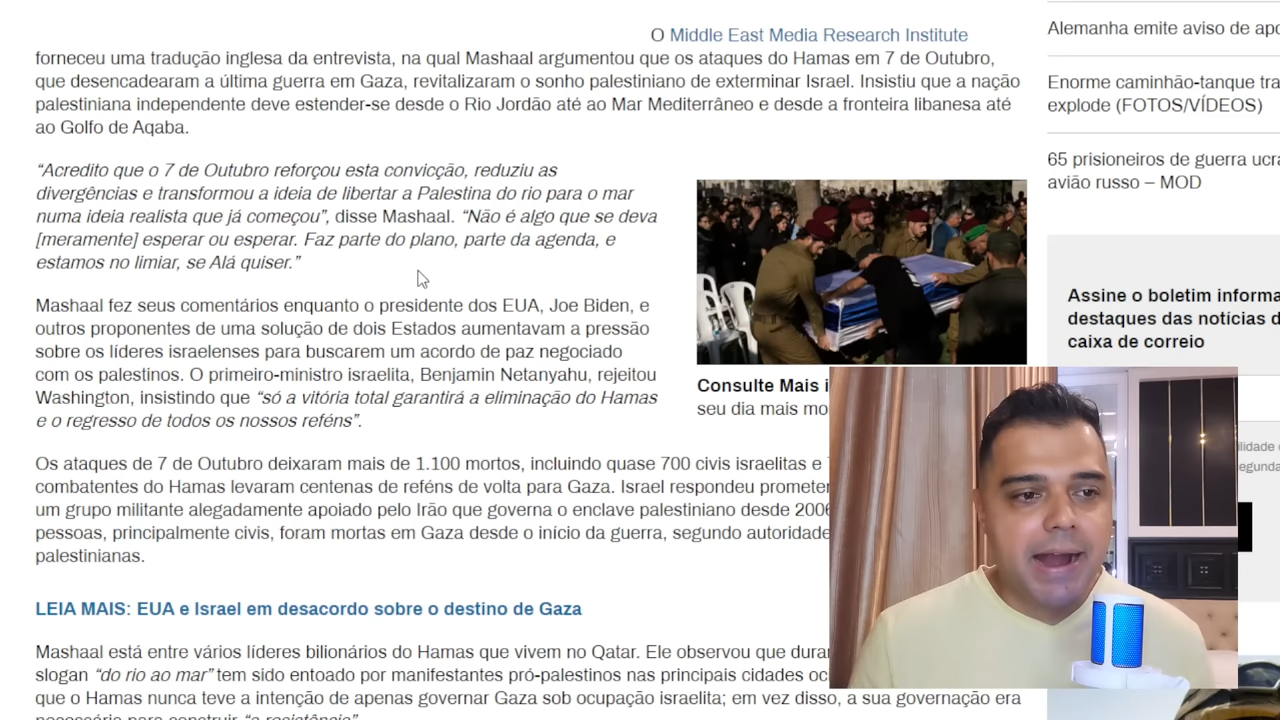 O Middle East Media Research Institute
forneceu uma tradução inglesa da entrevista, na qual Mashaal argumentou que os ataques do Hamas em 7 de Outubro,
que desencadearam a última guerra em Gaza, revitalizaram o sonho palestiniano de exterminar Israel. Insistiu que a nação
palestiniana independente deve estender-se desde o Rio Jordão até ao Mar Mediterrâneo e desde a fronteira libanesa até
ao Golfo de Aqaba.
“Acredito que o 7 de Outubro reforçou esta convicção, reduziu as
divergências e transformou a ideia de libertar a Palestina do rio para o mar
numa ideia realista que já começou”, disse Mashaal. “Não é algo que se deva
[meramente] esperar ou esperar. Faz parte do plano, parte da agenda, e
estamos no limiar, se Alá quiser.”
Mashaal fez seus comentários enquanto o presidente dos EUA, Joe Biden, e
outros proponentes de uma solução de dois Estados aumentavam a pressão
sobre os líderes israelenses para buscarem um acordo de paz negociado
com os palestinos. O primeiro-ministro israelita, Benjamin Netanyahu, rejeitou
Washington, insistindo que “só a vitória total garantirá a eliminação do Hamas
e o regresso de todos os nossos reféns”.
Consulte Mais i
seu dia mais mo
Os ataques de 7 de Outubro deixaram mais de 1.100 mortos, incluindo quase 700 civis israelitas e
combatentes do Hamas levaram centenas de reféns de volta para Gaza. Israel respondeu prometer
um grupo militante alegadamente apoiado pelo Irão que governa o enclave palestiniano desde 2006
pessoas, principalmente civis, foram mortas em Gaza desde o início da guerra, segundo autoridade
palestinianas.
LEIA MAIS: EUA e Israel em desacordo sobre o destino de Gaza
Mashaal está entre vários líderes bilionários do Hamas que vivem no Qatar. Ele observou que dura
slogan “do rio ao mar” tem sido entoado por manifestantes pró-palestinos nas principais cidades oc
que o Hamas nunca teve a intenção de apenas governar Gaza sob ocupação israelita; em vez disso, a sua governação era
necessário para construir “a resistência”.
Alemanha emite aviso de apo
Enorme caminhão-tanque tra
explode (FOTOS/VÍDEOS)
65 prisioneiros de guerra ucra
avião russo – MOD
Assine o boletim informa
destaques das notícias d
caixa de correio
ilidade
egunda